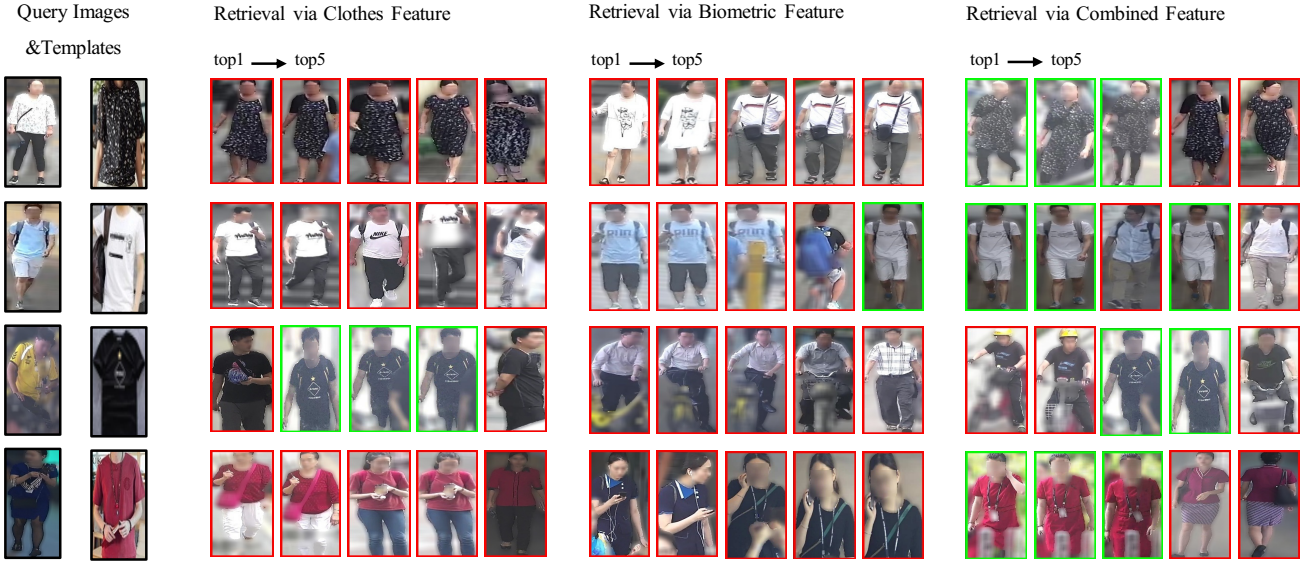 Query Images
&Templates
Retrieval via Clothes Feature
top1 top5
Retrieval via Biometric Feature
top1 top5
Retrieval via Combined Feature
top1 top5
NIKE